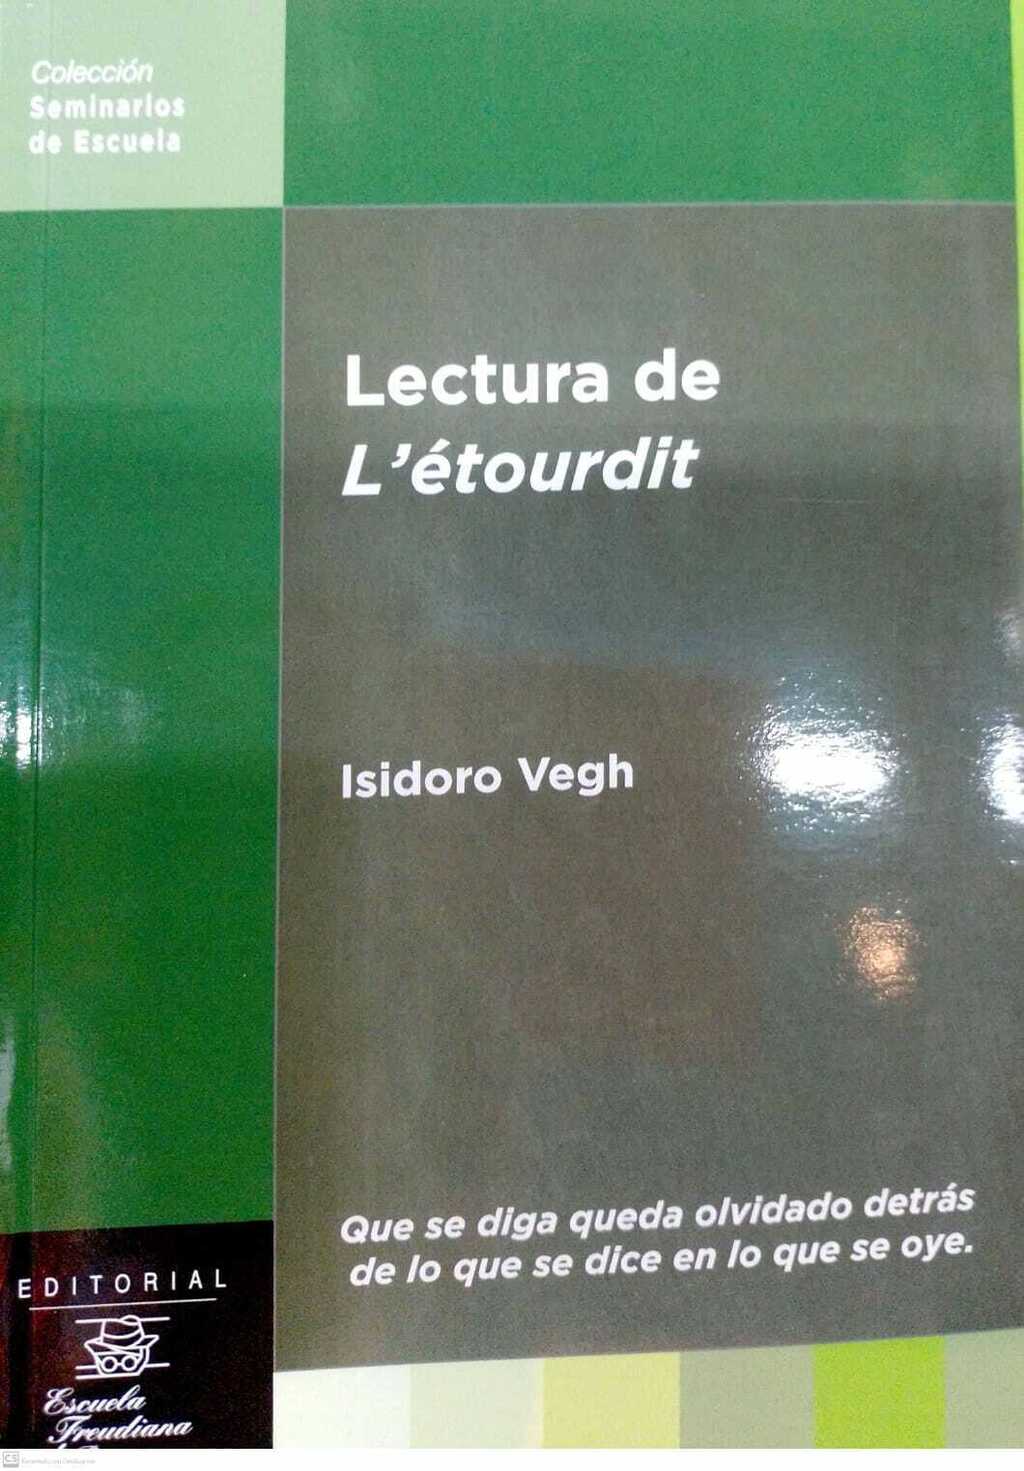 Colección
Seminarios
de Escuela
Lectura de
L'étourdit
Isidoro Vegh
Que se diga queda olvidado detrás
de lo que se dice en lo que se oye.
EDITORIAL
Escuela
Freudiana
CS